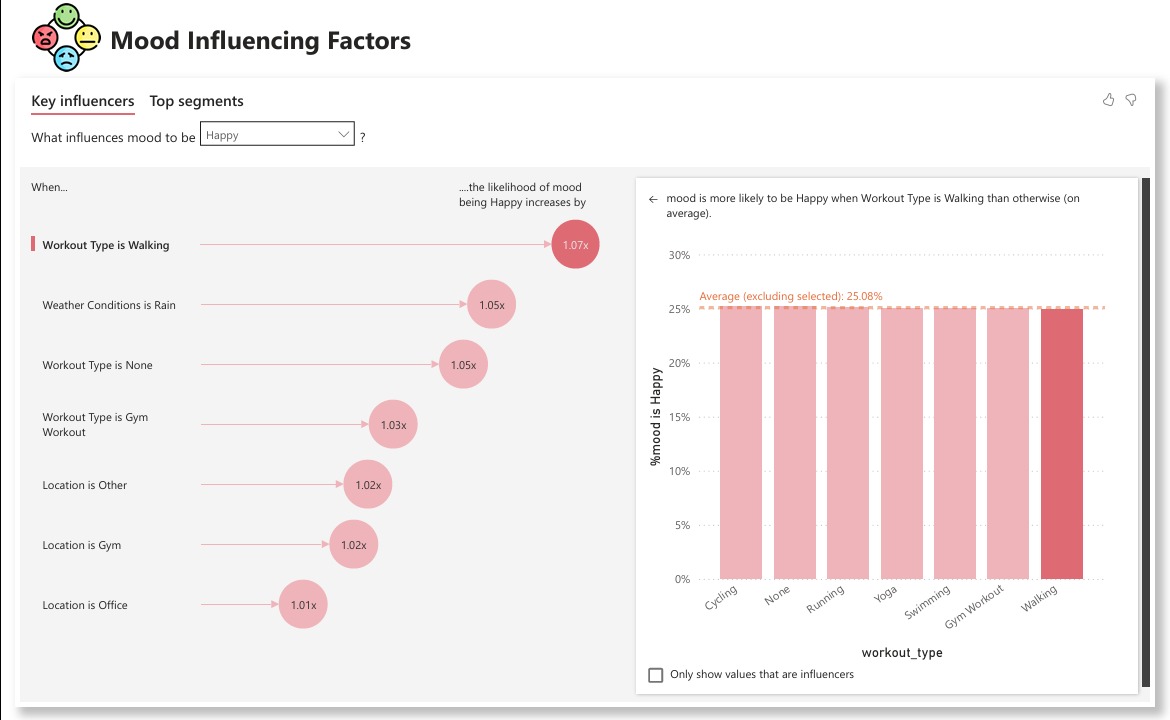 Mood Influencing Factors
Key influencers Top segments
What influences mood to be Happy ?
When...
....the likelihood of mood
being Happy increases by
Workout Type is Walking
1.07x
Weather Conditions is Rain
1.05x
Workout Type is None
1.05x
Workout Type is Gym
Workout
1.03x
Location is Other
1.02x
Location is Gym
1.02x
Location is Office
1.01x
← mood is more likely to be Happy when Workout Type is Walking than otherwise (on
average).
30%
Average (excluding selected): 25.08%
25%
20%
15%
10%
5%
0%
%mood is Happy
Cycling
None
Running
Yoga
Swimming
Gym Workout
Walking
workout_type
Only show values that are influencers